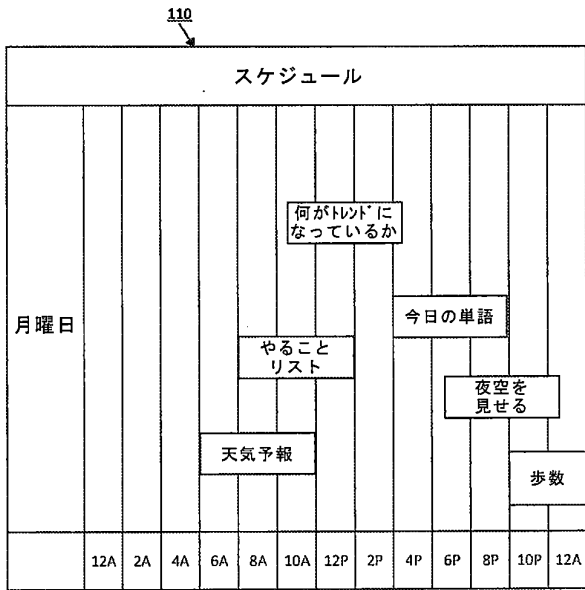 110
スケジュール
何がﾄﾚﾝﾄﾞに
なっているか
今日の単語
月曜日
やること
リスト
夜空を
見せる
天気予報
歩数
12A 2A 4A 6A 8A 10A 12P 2P 4P 6P 8P 10P 12A